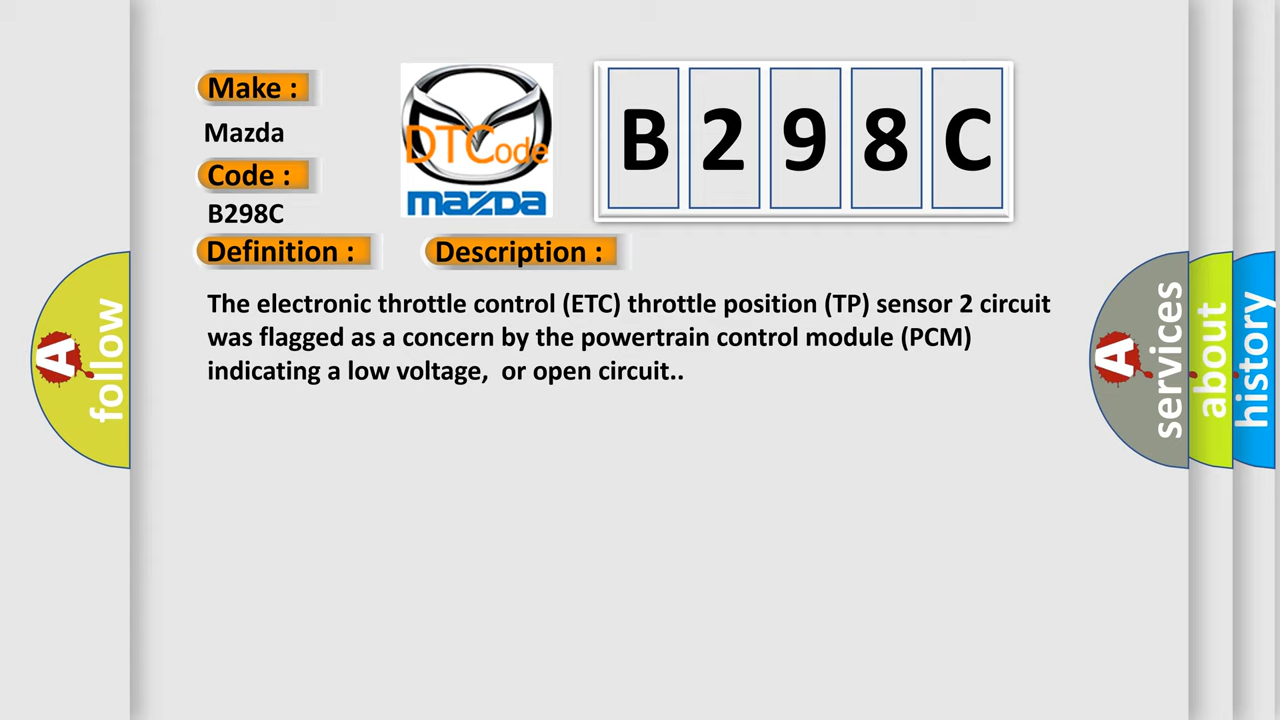 Make :
Mazda
Code :
B298C
Definition :
Description :
The electronic throttle control (ETC) throttle position (TP) sensor 2 circuit
was flagged as a concern by the powertrain control module (PCM)
indicating a low voltage,  or open circuit..
DTCode
mazda
B 2 9 8 C
A follow
A services
about
history